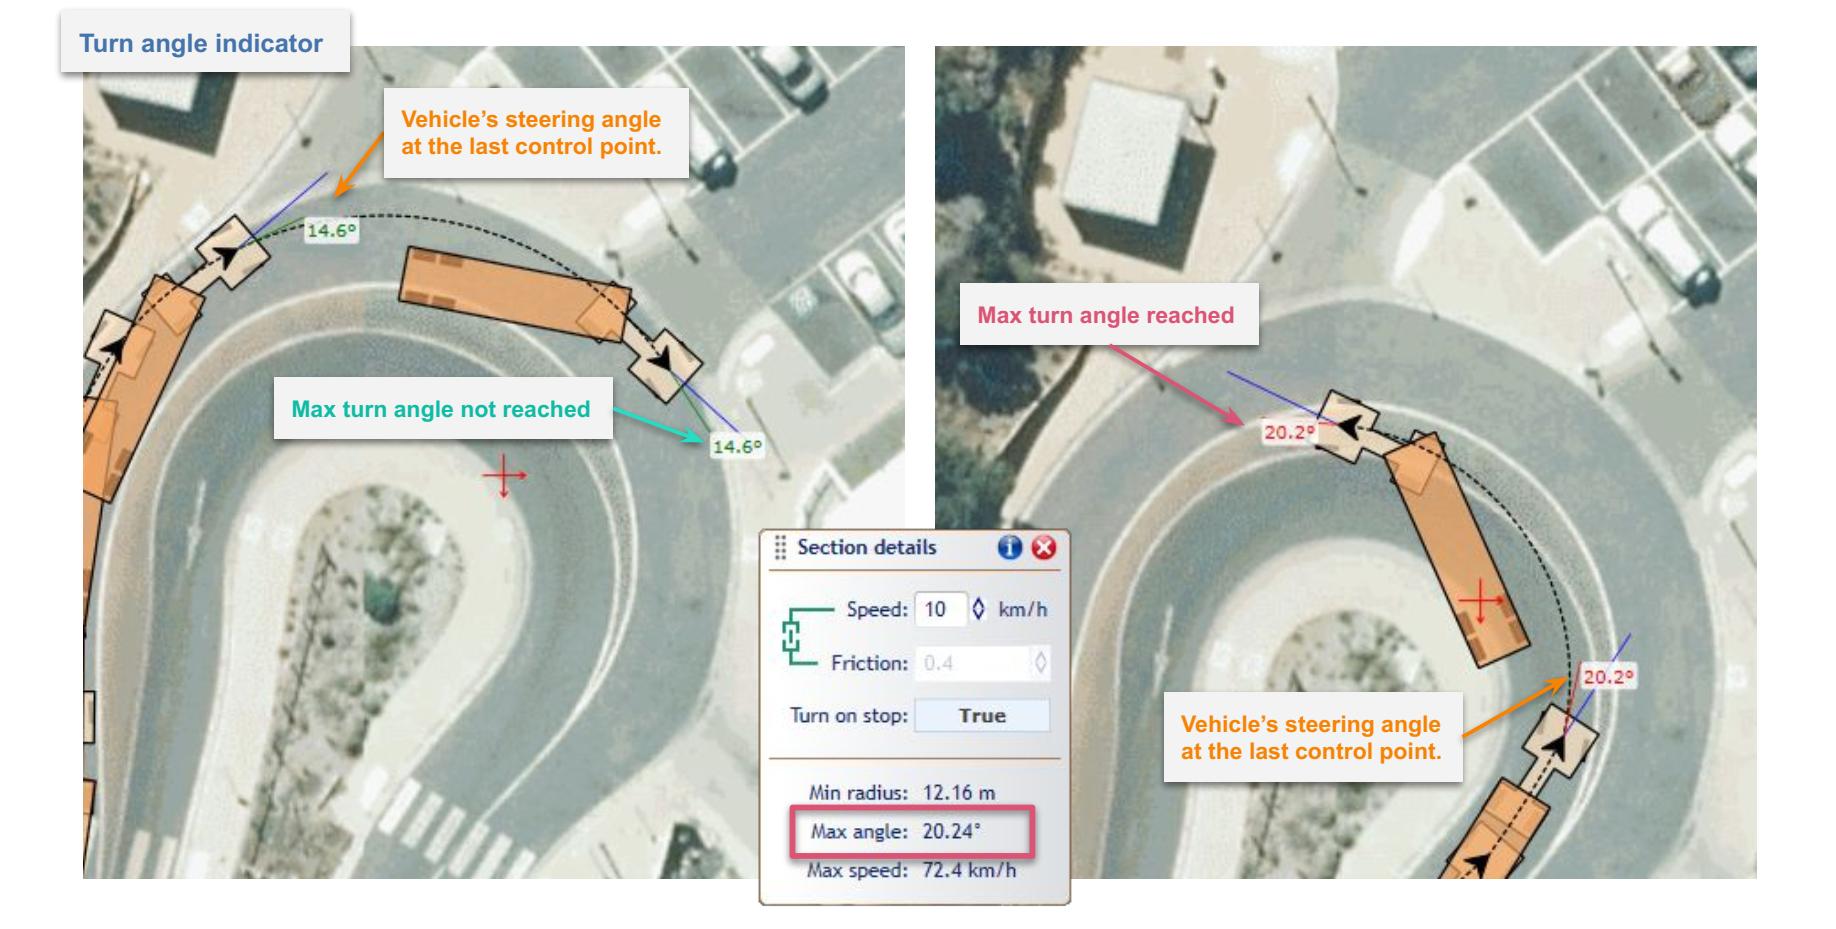 Turn angle indicator
Vehicle's steering angle
at the last control point.
14.6°
Max turn angle not reached
14.6°
Max turn angle reached
20.2°
20.2°
Vehicle's steering angle
at the last control point.
Section details
Speed: 10 km/h
Friction: 0.4
Turn on stop: True
Min radius: 12.16 m
Max angle: 20.24°
Max speed: 72.4 km/h